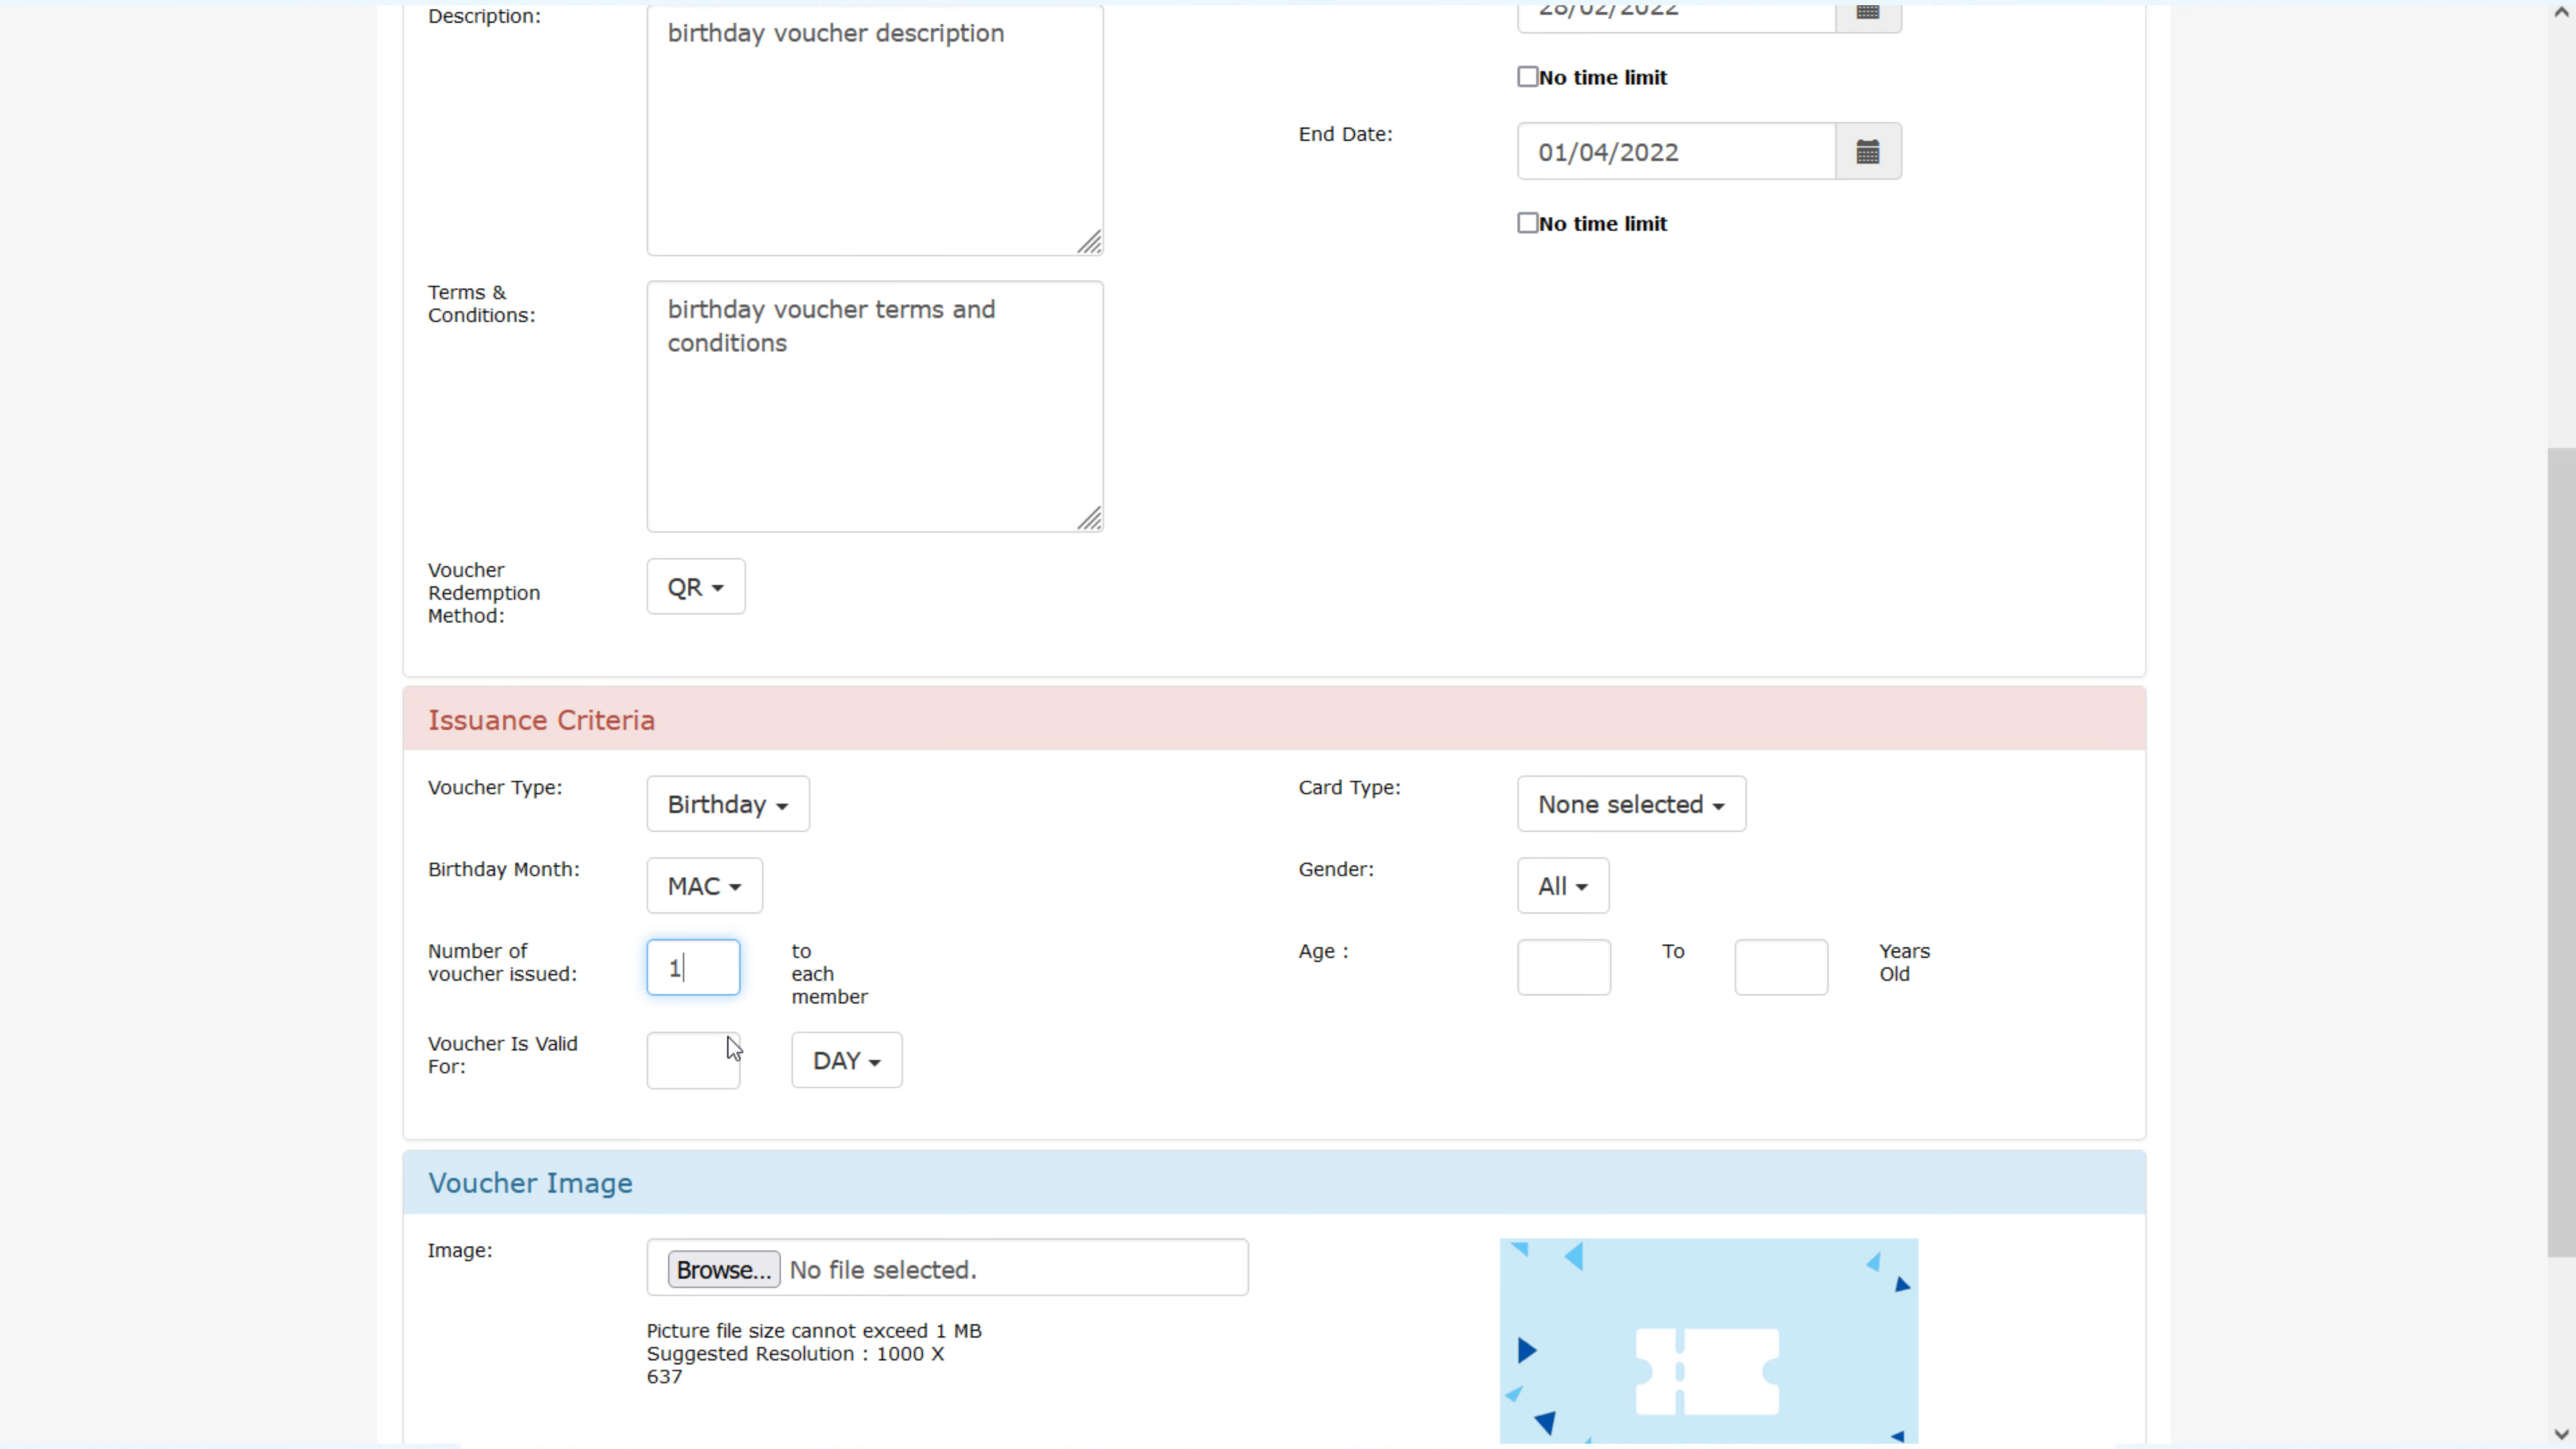 Description:
birthday voucher description
28/02/2022
No time limit
End Date:
01/04/2022
No time limit
Terms &
Conditions:
birthday voucher terms and
conditions
Voucher
Redemption
Method:
QR
Issuance Criteria
Voucher Type:
Birthday
Card Type:
None selected
Birthday Month:
MAC
Gender:
All
Number of
voucher issued:
1
to
each
member
Age :
To
Years
Old
Voucher Is Valid
For:
DAY
Voucher Image
Image:
Browse... No file selected.
Picture file size cannot exceed 1 MB
Suggested Resolution : 1000 X
637